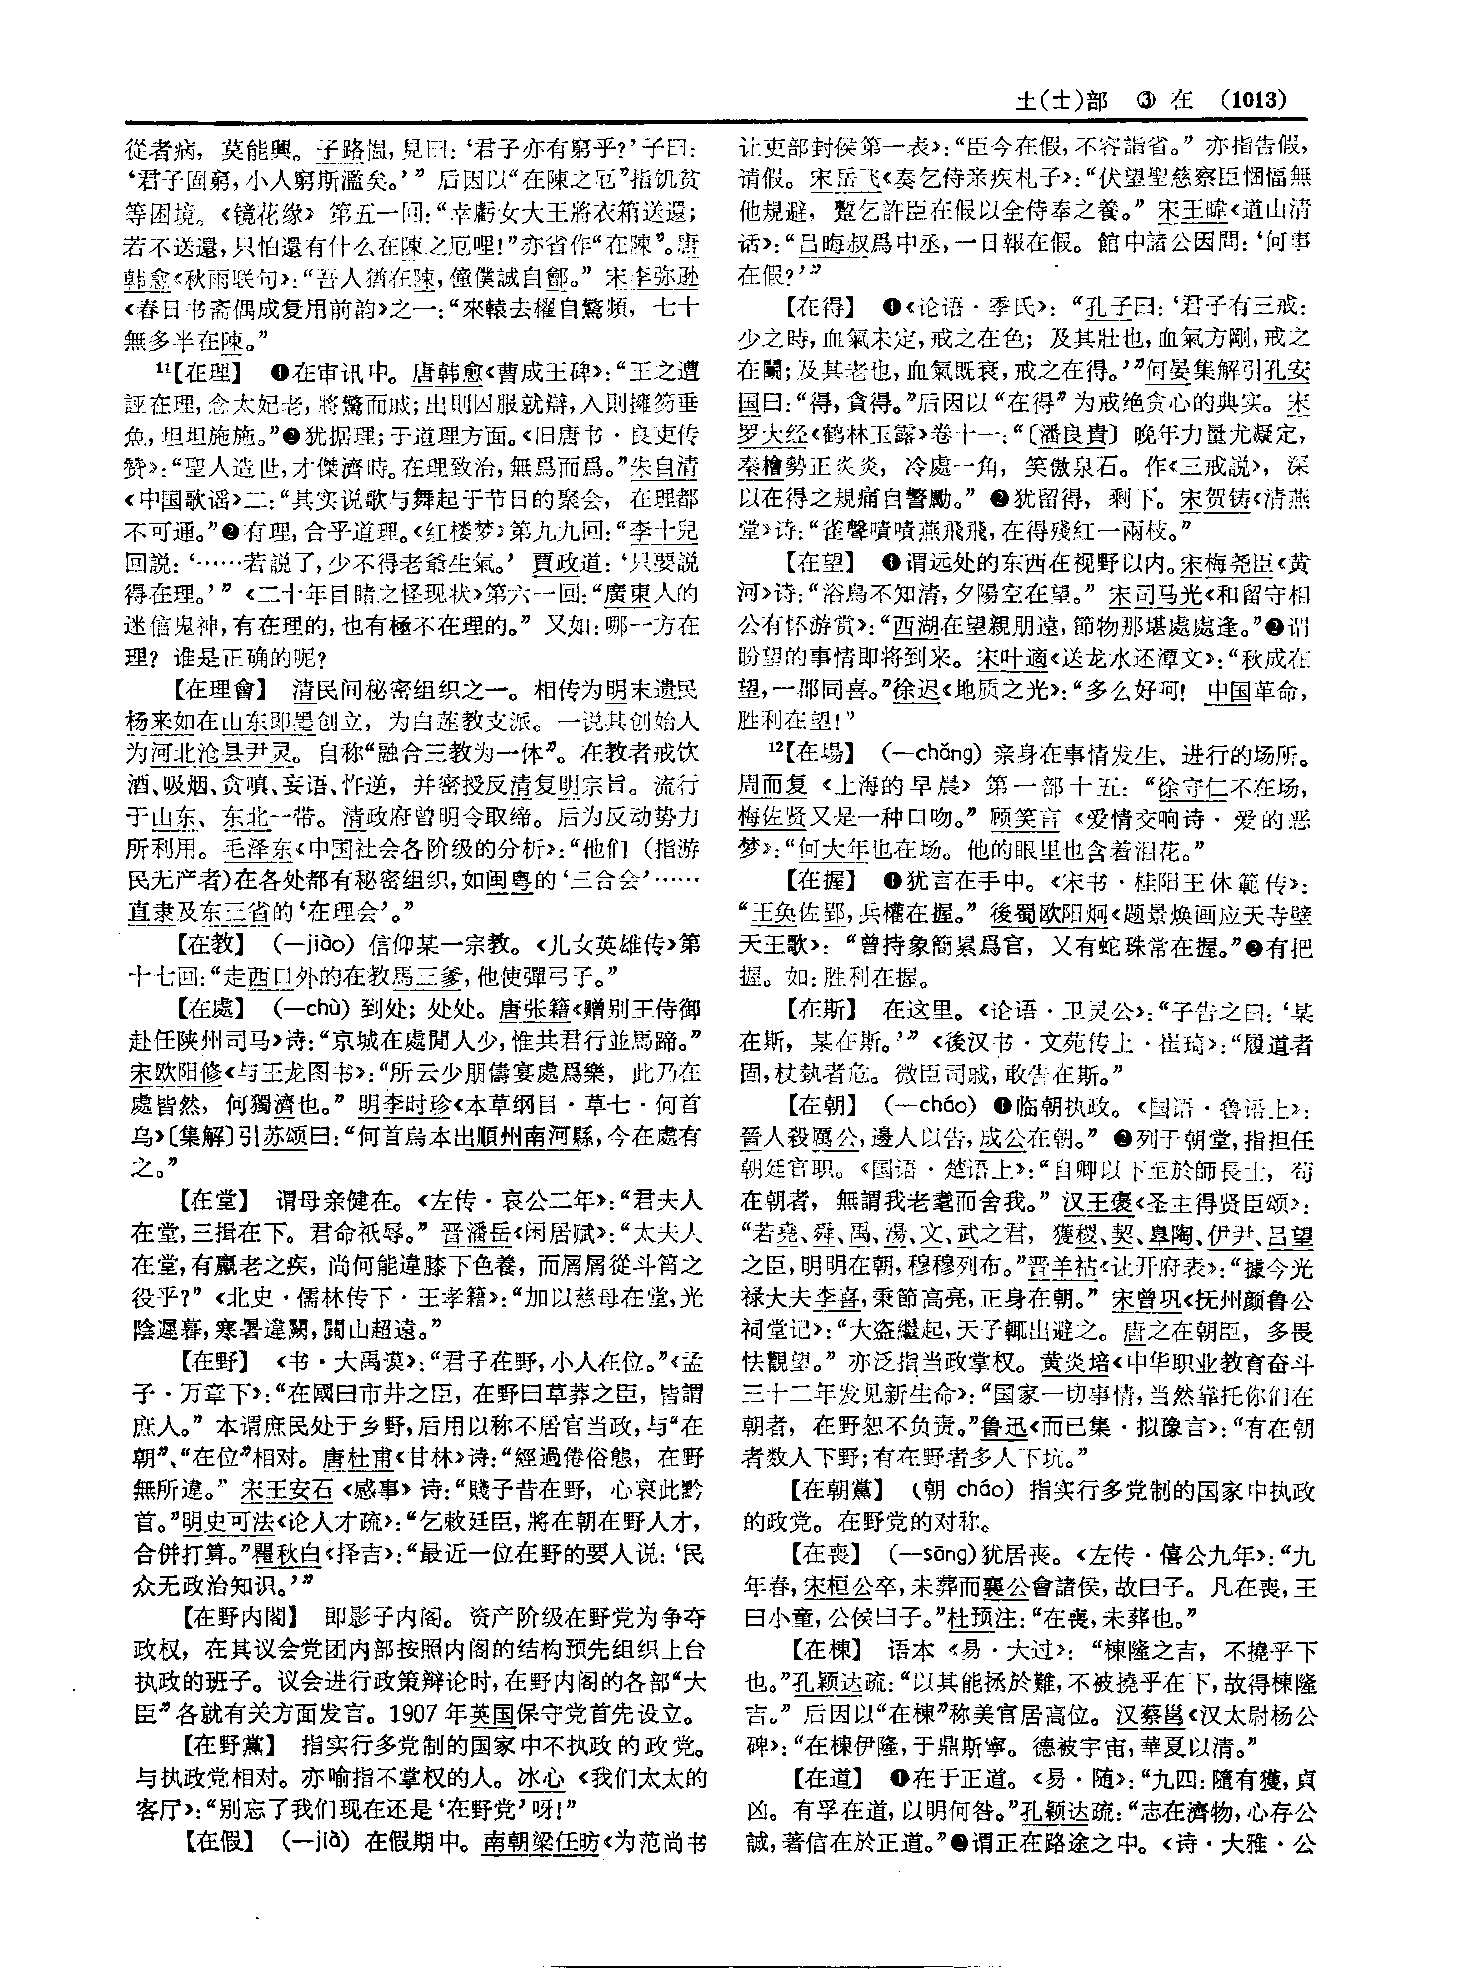 土(士)部 ③ 在 (1013)
從者病，莫能興。子路慍，見曰：‘君子亦有窮乎?’子曰：
‘君子固窮，小人窮斯濫矣。’” 后因以“在陳之厄”指饥贫
等困境。《镜花缘》第五一回：“幸虧女大王將衣箱送還；
若不送還，只怕還有什么在陳之厄哩!”亦省作“在陳”。唐
韩愈《秋雨联句》：“吾人猶在陳，僮僕誠自鄶。” 宋李弥逊
《春日书斋偶成复用前韵》之一：“來轅去櫂自驚頻，七十
無多半在陳。”
¹¹【在理】 ❶在审讯中。唐韩愈《曹成王碑》：“王之遭
誣在理，念太妃老，將驚而戚；出則囚服就辯，入則擁笏垂
魚，坦坦施施。”❷犹据理；于道理方面。《旧唐书·良吏传
赞》：“聖人造世，才傑濟時。在理致治，無爲而爲。”朱自清
《中国歌谣》二：“其实说歌与舞起于节日的聚会，在理都
不可通。”❷有理，合乎道理。《红楼梦》第九九回：“李十兒
回説：‘……若説了，少不得老爺生氣。’ 賈政道：‘只要説
得在理。’” 《二十年目睹之怪现状》第六一回：“廣東人的
迷信鬼神，有在理的，也有極不在理的。” 又如：哪一方在
理? 谁是正确的呢?
【在理會】 清民间秘密组织之一。相传为明末遗民
杨来如在山东即墨创立，为白莲教支派。一说其创始人
为河北沧县尹灵。自称“融合三教为一体”。在教者戒饮
酒、吸烟、贪嗔、妄语、忤逆，并密授反清复明宗旨。流行
于山东、东北一带。清政府曾明令取缔。后为反动势力
所利用。毛泽东《中国社会各阶级的分析》：“他们（指游
民无产者）在各处都有秘密组织，如闽粤的‘三合会’……
直隶及东三省的‘在理会’。”
【在教】 （—jiào）信仰某一宗教。《儿女英雄传》第
十七回：“走西口外的在教馬三爹，他使彈弓子。”
【在處】 （—chù）到处；处处。唐张籍《赠别王侍御
赴任陕州司马》诗：“京城在處閒人少，惟共君行並馬蹄。”
宋欧阳修《与王龙图书》：“所云少朋儔宴處爲樂，此乃在
處皆然，何獨濟也。” 明李时珍《本草纲目·草七·何首
乌》〔集解〕引苏颂曰：“何首烏本出順州南河縣，今在處有
之。”
【在堂】 谓母亲健在。《左传·哀公二年》：“君夫人
在堂，三揖在下。君命祇辱。” 晋潘岳《闲居赋》：“太夫人
在堂，有羸老之疾，尚何能違膝下色養，而屑屑從斗筲之
役乎?” 《北史·儒林传下·王孝籍》：“加以慈母在堂，光
陰遲暮，寒暑違闕，關山超遠。”
【在野】 《书·大禹谟》：“君子在野，小人在位。”《孟
子·万章下》：“在國曰市井之臣，在野曰草莽之臣，皆謂
庶人。” 本谓庶民处于乡野，后用以称不居官当政，与“在
朝”、“在位”相对。唐杜甫《甘林》诗：“經過倦俗態，在野
無所違。” 宋王安石《感事》诗：“賤子昔在野，心哀此黔
首。”明史可法《论人才疏》：“乞敕廷臣，將在朝在野人才，
合併打算。”瞿秋白《择吉》：“最近一位在野的要人说：‘民
众无政治知识。’”
【在野内閣】 即影子内阁。资产阶级在野党为争夺
政权，在其议会党团内部按照内阁的结构预先组织上台
执政的班子。议会进行政策辩论时，在野内阁的各部“大
臣”各就有关方面发言。1907年英国保守党首先设立。
【在野黨】 指实行多党制的国家中不执政的政党。
与执政党相对。亦喻指不掌权的人。冰心《我们太太的
客厅》：“别忘了我们现在还是‘在野党’呀!”
【在假】 （—jià）在假期中。南朝梁任昉《为范尚书
让吏部封侯第一表》：“臣今在假，不容詣省。” 亦指告假，
请假。宋岳飞《奏乞侍亲疾札子》：“伏望聖慈察臣悃愊無
他規避，蹔乞許臣在假以全侍奉之養。” 宋王暐《道山清
话》：“吕晦叔爲中丞，一日報在假。館中諸公因問：‘何事
在假?’”
【在得】 ❶《论语·季氏》：“孔子曰：‘君子有三戒：
少之時，血氣未定，戒之在色；及其壯也，血氣方剛，戒之
在鬭；及其老也，血氣既衰，戒之在得。’”何晏集解引孔安
国曰：“得，貪得。”后因以“在得”为戒绝贪心的典实。宋
罗大经《鹤林玉露》卷十一：“〔潘良貴〕晚年力量尤凝定，
秦檜勢正炎炎，冷處一角，笑傲泉石。作《三戒説》，深
以在得之規痛自警勵。” ❷犹留得，剩下。宋贺铸《清燕
堂》诗：“雀聲嘖嘖燕飛飛，在得殘紅一兩枝。”
【在望】 ❶谓远处的东西在视野以内。宋梅尧臣《黄
河》诗：“浴鳥不知清，夕陽空在望。” 宋司马光《和留守相
公有怀游赏》：“西湖在望親朋遠，節物那堪處處逢。”❷谓
盼望的事情即将到来。宋叶適《送龙水还潭文》：“秋成在
望，一郡同喜。”徐迟《地质之光》：“多么好呵! 中国革命，
胜利在望!”
¹²【在場】 （—chǎng）亲身在事情发生、进行的场所。
周而复《上海的早晨》第一部十五：“徐守仁不在场，
梅佐贤又是一种口吻。” 顾笑言《爱情交响诗·爱的恶
梦》：“何大年也在场。他的眼里也含着泪花。”
【在握】 ❶犹言在手中。《宋书·桂阳王休範传》：
“王奂佐郢，兵權在握。” 後蜀欧阳炯《题景焕画应天寺壁
天王歌》：“曾持象簡累爲官，又有蛇珠常在握。”❷有把
握。如：胜利在握。
【在斯】 在这里。《论语·卫灵公》：“子告之曰：‘某
在斯，某在斯。’” 《後汉书·文苑传上·崔琦》：“履道者
固，杖埶者危。微臣司戚，敢告在斯。”
【在朝】 （—cháo）❶临朝执政。《国语·鲁语上》：
晉人殺厲公，邊人以告，成公在朝。” ❷列于朝堂，指担任
朝廷官职。《国语·楚语上》：“自卿以下至於師長士，苟
在朝者，無謂我老耄而舍我。” 汉王褒《圣主得贤臣颂》：
“若堯、舜、禹、湯、文、武之君，獲稷、契、皋陶、伊尹、吕望
之臣，明明在朝，穆穆列布。”晋羊祜《让开府表》：“據今光
禄大夫李喜，秉節高亮，正身在朝。” 宋曾巩《抚州颜鲁公
祠堂记》：“大盗繼起，天子輒出避之。唐之在朝臣，多畏
怯觀望。” 亦泛指当政掌权。黄炎培《中华职业教育奋斗
三十二年发见新生命》：“国家一切事情，当然靠托你们在
朝者，在野恕不负责。”鲁迅《而已集·拟豫言》：“有在朝
者数人下野；有在野者多人下坑。”
【在朝黨】 （朝 cháo）指实行多党制的国家中执政
的政党。在野党的对称。
【在喪】 （—sāng）犹居丧。《左传·僖公九年》：“九
年春，宋桓公卒，未葬而襄公會諸侯，故曰子。凡在喪，王
曰小童，公侯曰子。”杜预注：“在喪，未葬也。”
【在棟】 语本《易·大过》：“棟隆之吉，不撓乎下
也。”孔颖达疏：“以其能拯於難，不被撓乎在下，故得棟隆
吉。” 后因以“在棟”称美官居高位。汉蔡邕《汉太尉杨公
碑》：“在棟伊隆，于鼎斯寧。德被宇宙，華夏以清。”
【在道】 ❶在于正道。《易·随》：“九四：隨有獲，貞
凶。有孚在道，以明何咎。”孔颖达疏：“志在濟物，心存公
誠，著信在於正道。”❷谓正在路途之中。《诗·大雅·公